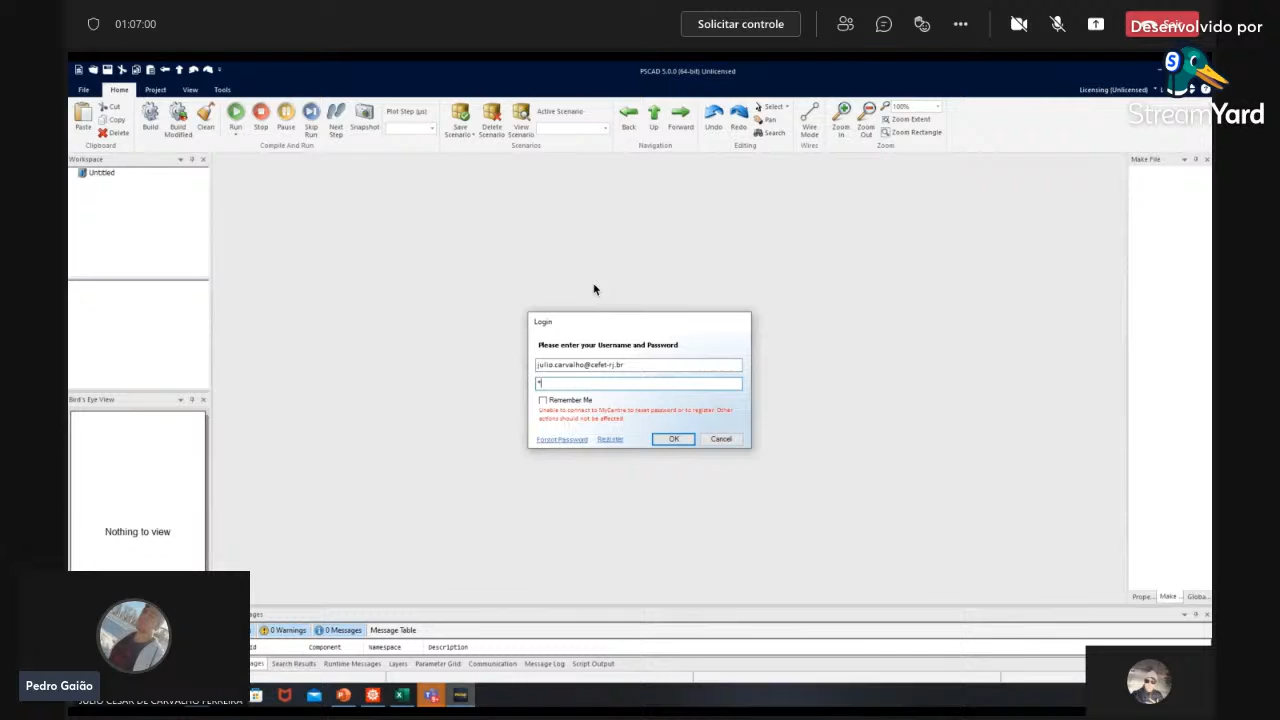 01:07:00
Solicitar controle
Desenvolvido por
StreamYard
PSCAD 5.0.0 (64-bit) Unlicensed
File Home Project View Tools
Licensing (Unlicensed)
Paste Cut Copy Delete
Clipboard
Build Build Modified Clean Run Stop Pause Skip Run Next Step Snapshot Plot Step (µs)
Compile And Run
Save Scenario Delete Scenario View Scenario Active Scenario
Scenarios
Back Up Forward
Navigation
Undo Redo Select Pan Search
Editing
Wire Mode
Wires
Zoom In Zoom Out 100% Zoom Extent Zoom Rectangle
Zoom
Workspace
Untitled
Make File
Login
Please enter your Username and Password
julio.carvalho@cefet-rj.br
*
Remember Me
Unable to connect to MyCentre to reset password or to register. Other
actions should not be affected.
Forgot Password Register OK Cancel
Bird's Eye View
Nothing to view
Prope... Make ... Globa...
ages
0 Warnings 0 Messages Message Table
Id Component Namespace Description
ages Search Results Runtime Messages Layers Parameter Grid Communication Message Log Script Output
Pedro Gaião
JULIO CESAR DE CARVALHO FERREIRA